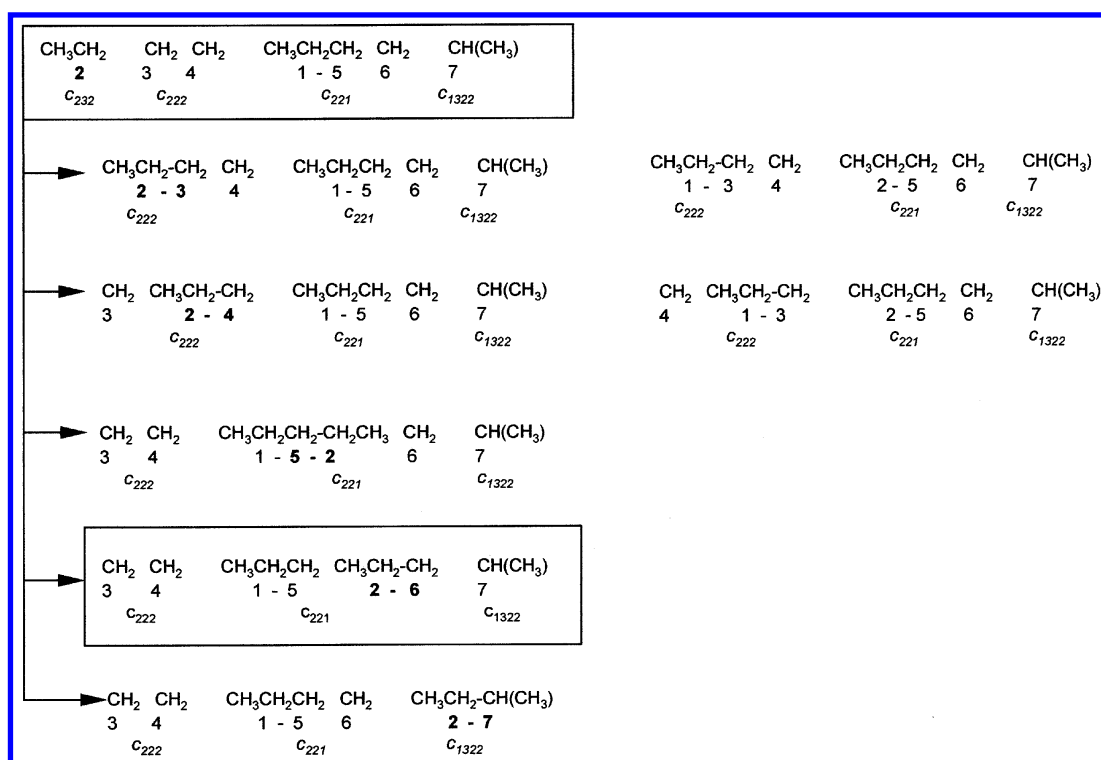 CH₃CH₂ CH₂ CH₂ CH₃CH₂CH₂ CH₂ CH(CH₃)
2 3 4 1 - 5 6 7
c₂₃₂ c₂₂₂ c₂₂₁ c₁₃₂₂
CH₃CH₂-CH₂ CH₂ CH₃CH₂CH₂ CH₂ CH(CH₃) CH₃CH₂-CH₂ CH₂ CH₃CH₂CH₂ CH₂ CH(CH₃)
2 - 3 4 1 - 5 6 7 1 - 3 4 2 - 5 6 7
c₂₂₂ c₂₂₁ c₁₃₂₂ c₂₂₂ c₂₂₁ c₁₃₂₂
CH₂ CH₃CH₂-CH₂ CH₃CH₂CH₂ CH₂ CH(CH₃) CH₂ CH₃CH₂-CH₂ CH₃CH₂CH₂ CH₂ CH(CH₃)
3 2 - 4 1 - 5 6 7 4 1 - 3 2 - 5 6 7
c₂₂₂ c₂₂₁ c₁₃₂₂ c₂₂₂ c₂₂₁ c₁₃₂₂
CH₂ CH₂ CH₃CH₂CH₂-CH₂CH₃ CH₂ CH(CH₃)
3 4 1 - 5 - 2 6 7
c₂₂₂ c₂₂₁ c₁₃₂₂
CH₂ CH₂ CH₃CH₂CH₂ CH₃CH₂-CH₂ CH(CH₃)
3 4 1 - 5 2 - 6 7
c₂₂₂ c₂₂₁ c₁₃₂₂
CH₂ CH₂ CH₃CH₂CH₂ CH₂ CH₃CH₂-CH(CH₃)
3 4 1 - 5 6 2 - 7
c₂₂₂ c₂₂₁ c₁₃₂₂